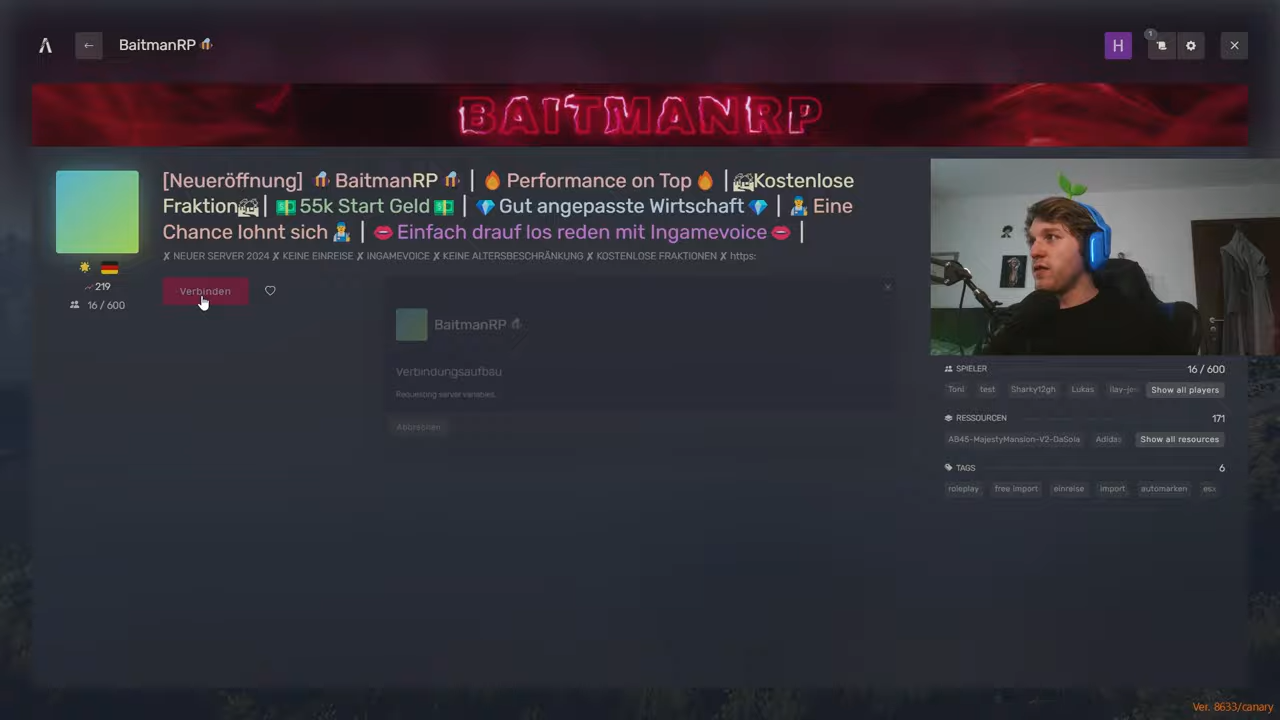 BaitmanRP
H
1
BAITMANRP
[Neueröffnung] BaitmanRP | Performance on Top | Kostenlose
Fraktion | 55k Start Geld | Gut angepasste Wirtschaft | Eine
Chance lohnt sich | Einfach drauf los reden mit Ingamevoice |
✗ NEUER SERVER 2024 ✗ KEINE EINREISE ✗ INGAMEVOICE ✗ KEINE ALTERSBESCHRÄNKUNG ✗ KOSTENLOSE FRAKTIONEN ✗ https:
219
16 / 600
Verbinden
BaitmanRP
Verbindungsaufbau
Requesting server variables.
Abbrechen
SPIELER 16 / 600
Toni test Sharky12gh Lukas Show all players
RESSOURCEN 171
AB45-MajestyMansion-V2-DaSola Adidas Show all resources
TAGS 6
roleplay free import einreise import automarken esx
Ver. 8633/canary